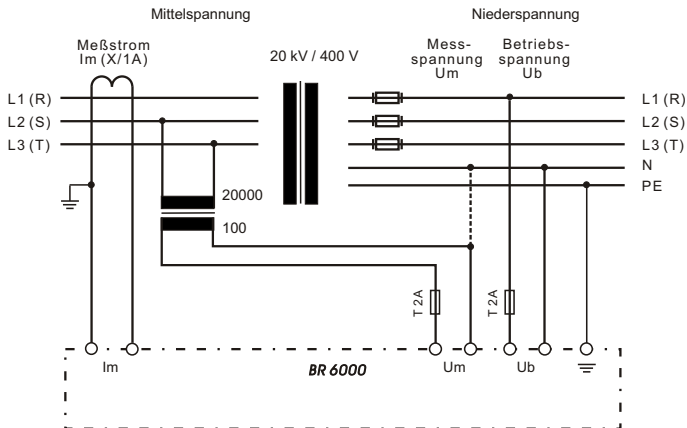 Mittelspannung
Niederspannung
Meßstrom
Im (X/1A)
20 kV / 400 V
Mess-
spannung
Um
Betriebs-
spannung
Ub
L1 (R)
L2 (S)
L3 (T)
L1 (R)
L2 (S)
L3 (T)
N
PE
20000
100
T 2A
T 2A
Im
BR 6000
Um
Ub